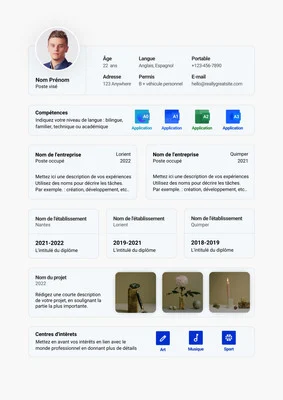 Nom Prénom
Poste visé
Âge
22 ans
Langue
Anglais, Espagnol
Portable
+122-456-7890
Adresse
123 Anywhere
Permis
B + véhicule personnel
E-mail
hello@reallygreatsite.com
Compétences
Indiquez votre niveau de langue : bilingue,
familier, technique ou académique
Application
Application
Application
Application
Nom de l'entreprise
Lorient
Poste occupé
2022
Mettez ici une description de vos expériences
Utilisez des noms pour décrire les tâches.
Par exemple : création, développement, etc..
Nom de l'entreprise
Quimper
Poste occupé
2021
Mettez ici une description de vos expériences
Utilisez des noms pour décrire les tâches.
Par exemple : création, développement, etc..
Nom de l'établissement
Nantes
2021-2022
L'intitulé du diplôme
Nom de l'établissement
Lorient
2019-2021
L'intitulé du diplôme
Nom de l'établissement
Quimper
2018-2019
L'intitulé du diplôme
Nom du projet
2022
Rédigez une courte description
de votre projet, en soulignant la
partie la plus importante.
Centres d'intérets
Mettez en avant vos intérêts en lien avec le
monde professionnel en donnant plus de détails
Art
Musique
Sport